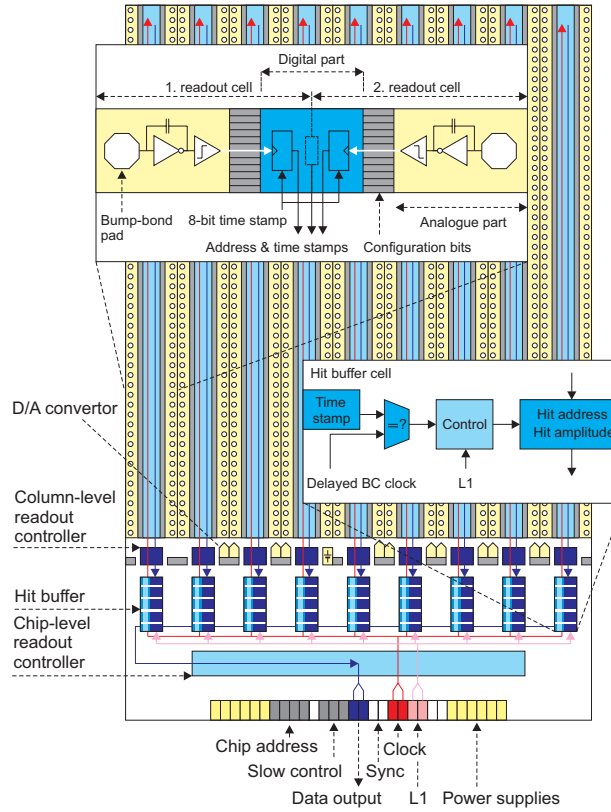 Digital part
1. readout cell
2. readout cell
Bump-bond
pad
8-bit time stamp
Analogue part
Address & time stamps
Configuration bits
Hit buffer cell
D/A convertor
Time
stamp
=?
Control
Hit address
Hit amplitude
Delayed BC clock
L1
Column-level
readout
controller
Hit buffer
Chip-level
readout
controller
Chip address
Clock
Slow control
Sync
Data output
L1
Power supplies